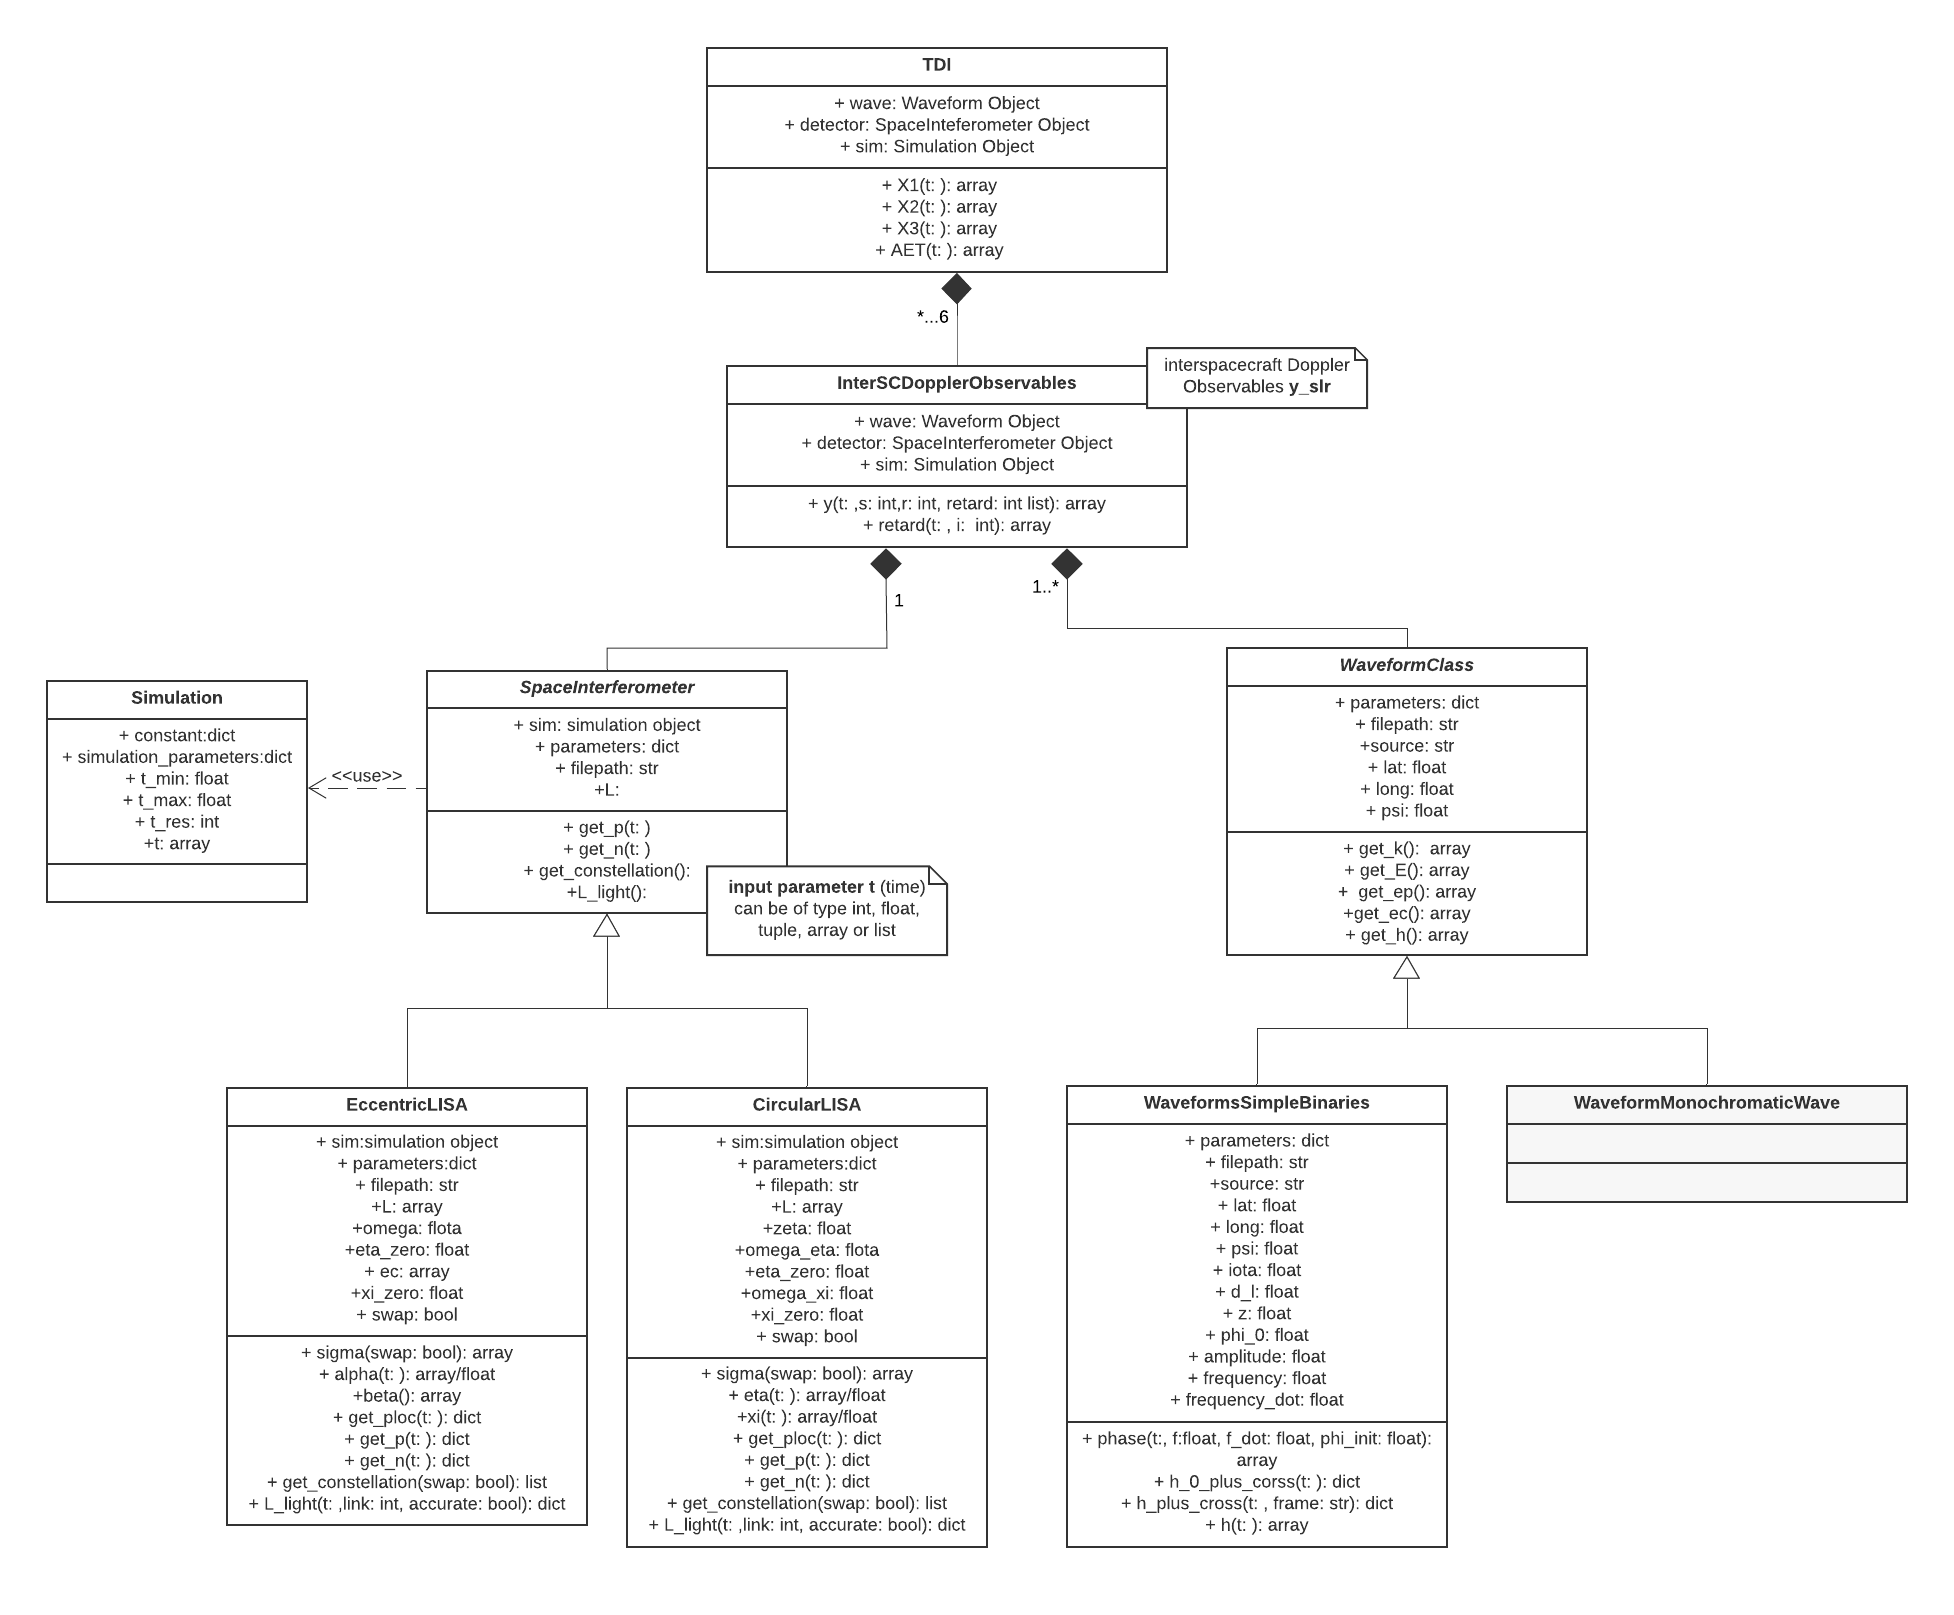 TDI
+ wave: Waveform Object
+ detector: SpaceInteferometer Object
+ sim: Simulation Object
+ X1(t: ): array
+ X2(t: ): array
+ X3(t: ): array
+ AET(t: ): array
*...6
InterSCDopplerObservables
+ wave: Waveform Object
+ detector: SpaceInterferometer Object
+ sim: Simulation Object
+ y(t: ,s: int,r: int, retard: int list): array
+ retard(t: , i:  int): array
interspacecraft Doppler
Observables y_slr
1
1..*
Simulation
+ constant:dict
+ simulation_parameters:dict
+ t_min: float
+ t_max: float
+ t_res: int
+t: array
<<use>>
SpaceInterferometer
+ sim: simulation object
+ parameters: dict
+ filepath: str
+L:
+ get_p(t: )
+ get_n(t: )
+ get_constellation():
+L_light():
input parameter t (time)
can be of type int, float,
tuple, array or list
WaveformClass
+ parameters: dict
+ filepath: str
+source: str
+ lat: float
+ long: float
+ psi: float
+ get_k():  array
+ get_E(): array
+  get_ep(): array
+get_ec(): array
+ get_h(): array
EccentricLISA
+ sim:simulation object
+ parameters:dict
+ filepath: str
+L: array
+omega: flota
+eta_zero: float
+ ec: array
+xi_zero: float
+ swap: bool
+ sigma(swap: bool): array
+ alpha(t: ): array/float
+beta(): array
+ get_ploc(t: ): dict
+ get_p(t: ): dict
+ get_n(t: ): dict
+ get_constellation(swap: bool): list
+ L_light(t: ,link: int, accurate: bool): dict
CircularLISA
+ sim:simulation object
+ parameters:dict
+ filepath: str
+L: array
+zeta: float
+omega_eta: flota
+eta_zero: float
+omega_xi: float
+xi_zero: float
+ swap: bool
+ sigma(swap: bool): array
+ eta(t: ): array/float
+xi(t: ): array/float
+ get_ploc(t: ): dict
+ get_p(t: ): dict
+ get_n(t: ): dict
+ get_constellation(swap: bool): list
+ L_light(t: ,link: int, accurate: bool): dict
WaveformsSimpleBinaries
+ parameters: dict
+ filepath: str
+source: str
+ lat: float
+ long: float
+ psi: float
+ iota: float
+ d_l: float
+ z: float
+ phi_0: float
+ amplitude: float
+ frequency: float
+ frequency_dot: float
+ phase(t:, f:float, f_dot: float, phi_init: float):
array
+ h_0_plus_corss(t: ): dict
+ h_plus_cross(t: , frame: str): dict
+ h(t: ): array
WaveformMonochromaticWave